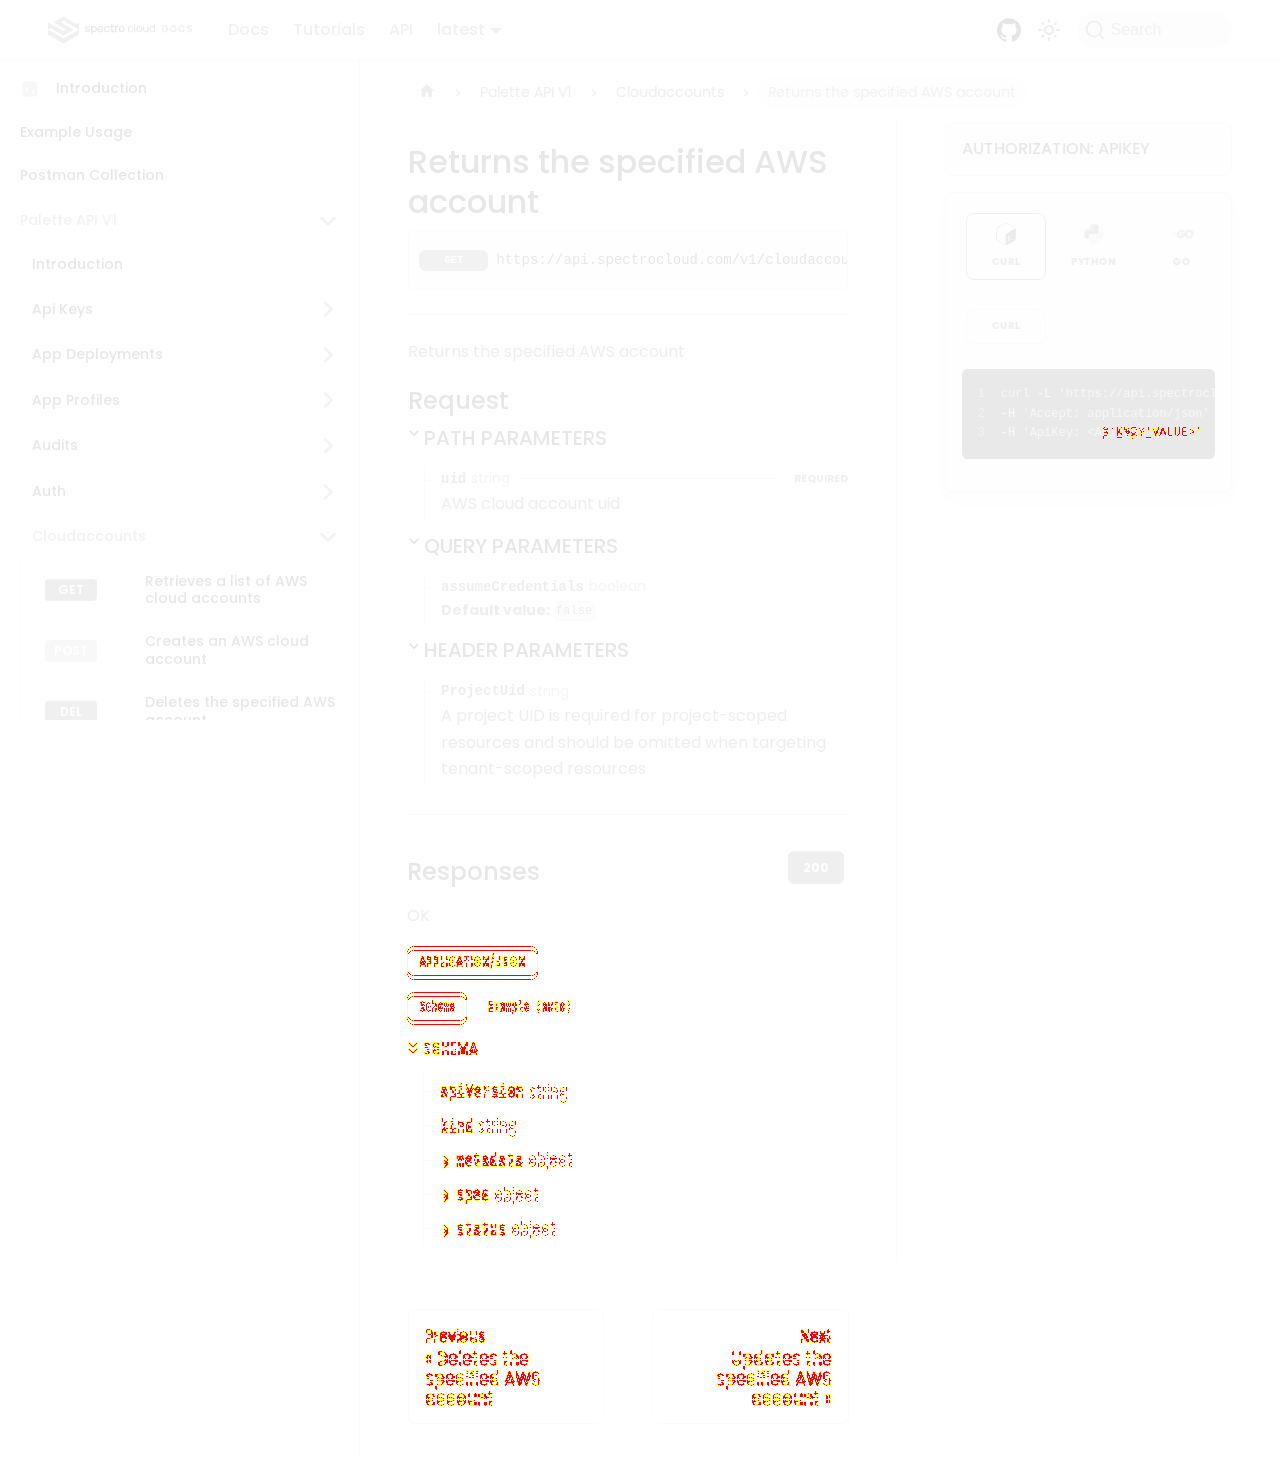 spectro cloud DOCS
Docs Tutorials API latest
Search
Introduction
Example Usage
Postman Collection
Palette API V1
Introduction
Api Keys
App Deployments
App Profiles
Audits
Auth
Cloudaccounts
GET Retrieves a list of AWS
cloud accounts
POST Creates an AWS cloud
account
DEL Deletes the specified AWS
account
Palette API V1 › Cloudaccounts › Returns the specified AWS account
Returns the specified AWS
account
GET https://api.spectrocloud.com/v1/cloudaccou
Returns the specified AWS account
Request
PATH PARAMETERS
uid string REQUIRED
AWS cloud account uid
QUERY PARAMETERS
assumeCredentials boolean
Default value: false
HEADER PARAMETERS
ProjectUid string
A project UID is required for project-scoped
resources and should be omitted when targeting
tenant-scoped resources
Responses 200
OK
APPLICATION/JSON
Schema Example (auto)
SCHEMA
apiVersion string
kind string
metadata object
spec object
status object
Previous
« Deletes the
specified AWS
account
Next
Updates the
specified AWS
account »
AUTHORIZATION: APIKEY
CURL PYTHON GO
CURL
1 curl -L 'https://api.spectrocl
2 -H 'Accept: application/json'
3 -H 'ApiKey: